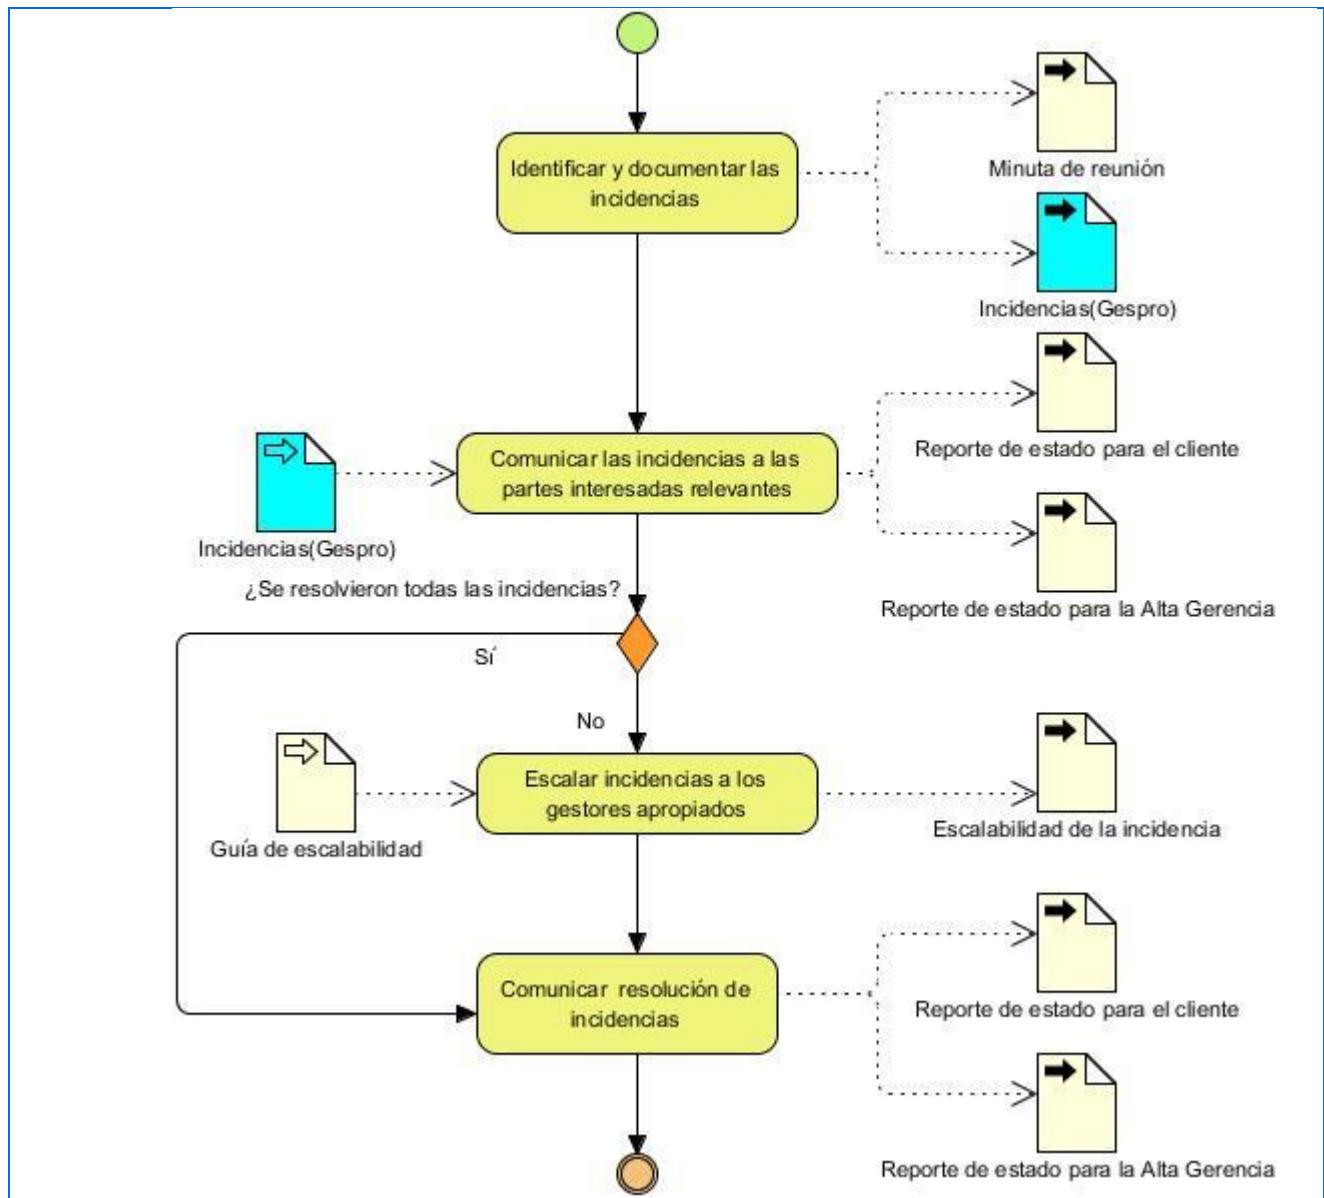 Minuta de reunión
Identificar y documentar las
incidencias
Incidencias(Gespro)
Reporte de estado para el cliente
Comunicar las incidencias a las
partes interesadas relevantes
Incidencias(Gespro)
¿Se resolvieron todas las incidencias?
Reporte de estado para la Alta Gerencia
Sí
No
Escalar incidencias a los
gestores apropiados
Guía de escalabilidad
Escalabilidad de la incidencia
Comunicar resolución de
incidencias
Reporte de estado para el cliente
Reporte de estado para la Alta Gerencia